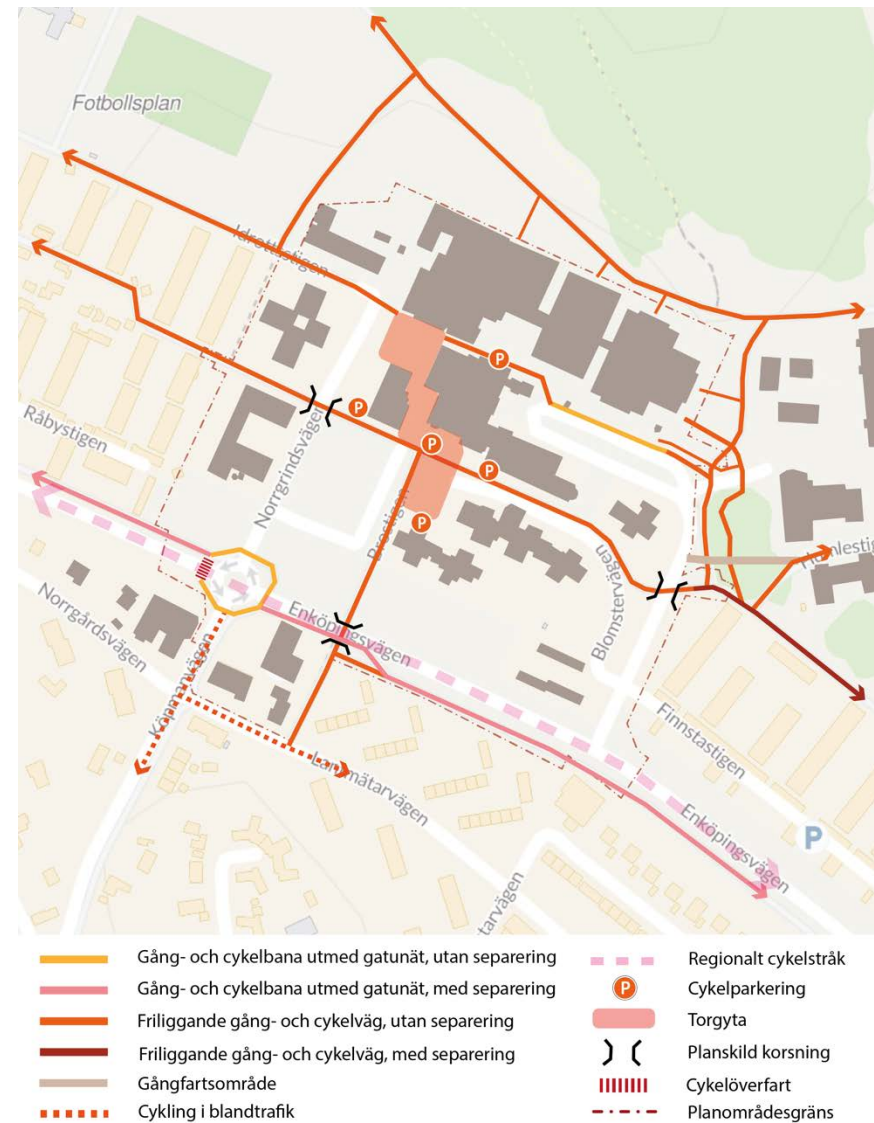 Fotbollsplan
Idrottsstigen
P
Råbystigen
Norrgrindsvägen
P
P
P
P
Brostigen
Blomstervägen
Norrgårdsvägen
Enköpingsvägen
Köpmanvägen
Finnstastigen
Lantmätarvägen
Enköpingsvägen
P
tarvägen
Gång- och cykelbana utmed gatunät, utan separering
Gång- och cykelbana utmed gatunät, med separering
Friliggande gång- och cykelväg, utan separering
Friliggande gång- och cykelväg, med separering
Gångfartsområde
Cykling i blandtrafik
Regionalt cykelstråk
P Cykelparkering
Torgyta
Planskild korsning
Cykelöverfart
Planområdesgräns